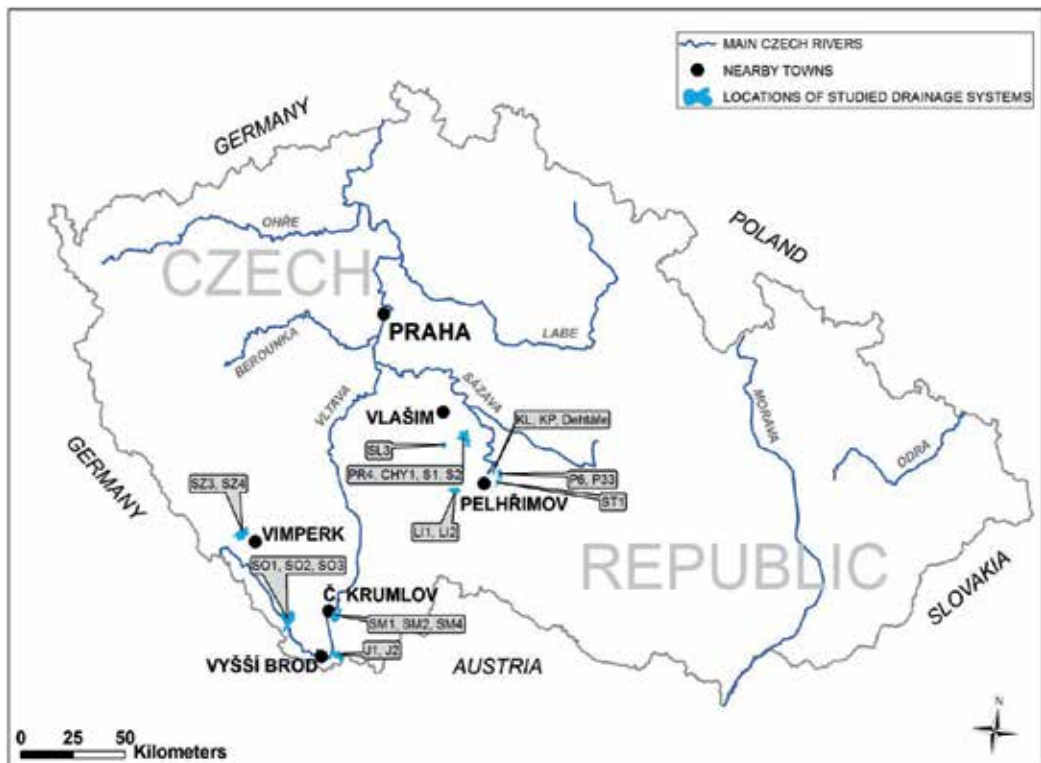 MAIN CZECH RIVERS
NEARBY TOWNS
LOCATIONS OF STUDIED DRAINAGE SYSTEMS
GERMANY
OHŘE
CZECH
POLAND
PRAHA
LABE
BEROUNKA
VLTAVA
SÁZAVA
MORAVA
ODRA
VLAŠIM
KL, KP, Dehtáře
SL3
PR4, CHY1, S1, S2
P6, P33
ST1
PELHŘIMOV
LI1, LI2
GERMANY
SZ3, SZ4
VIMPERK
REPUBLIC
SLOVAKIA
SO1, SO2, SO3
Č. KRUMLOV
SM1, SM2, SM4
J1, J2
VYŠŠÍ BROD
AUSTRIA
N
0 25 50
Kilometers